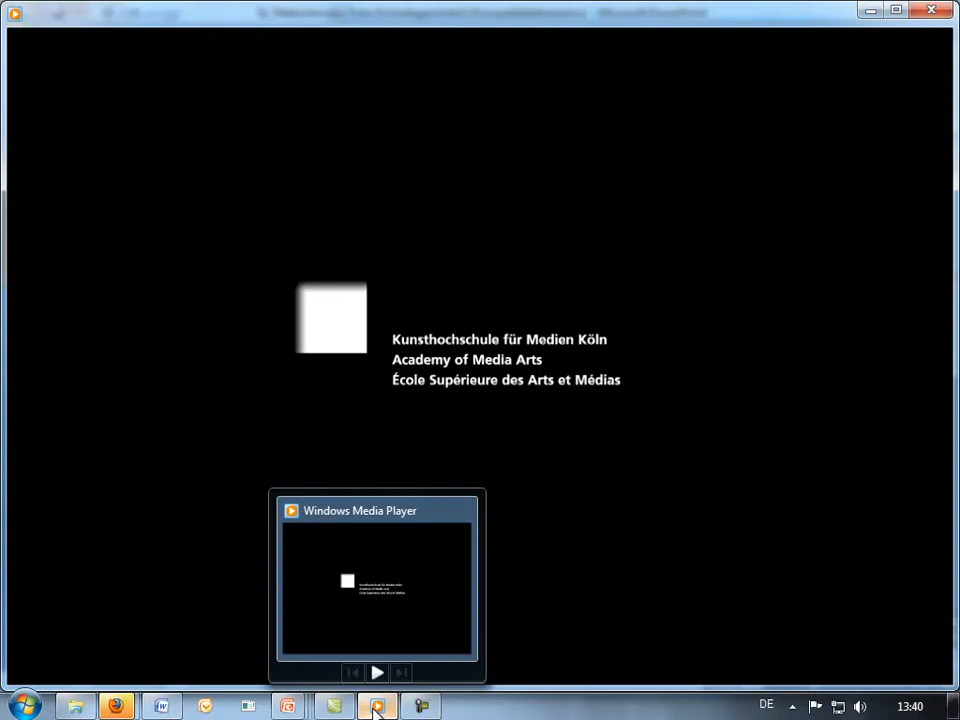 Kunsthochschule für Medien Köln
Academy of Media Arts
École Supérieure des Arts et Médias
Windows Media Player
DE
13:40